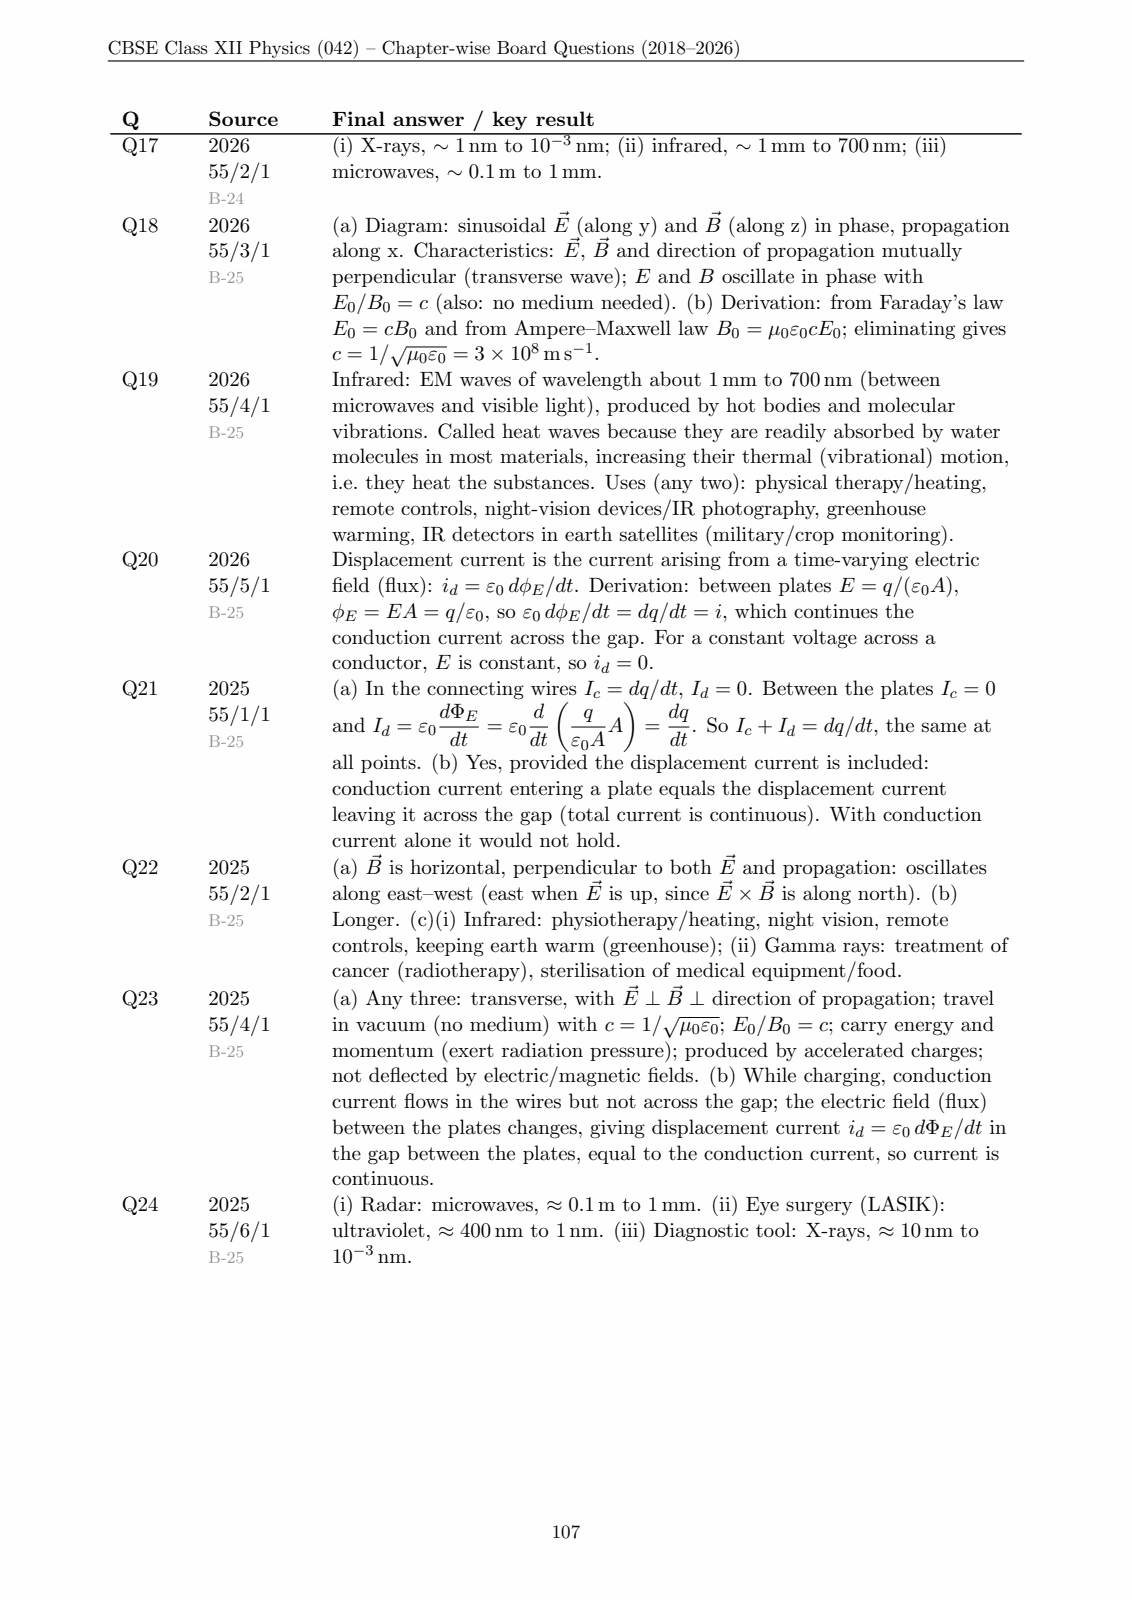 CBSE Class XII Physics (042) – Chapter-wise Board Questions (2018–2026)
Q Source Final answer / key result
Q17 2026 (i) X-rays, ∼ 1 nm to 10⁻³ nm; (ii) infrared, ∼ 1 mm to 700 nm; (iii)
55/2/1 microwaves, ∼ 0.1 m to 1 mm.
B-24
Q18 2026 (a) Diagram: sinusoidal E⃗ (along y) and B⃗ (along z) in phase, propagation
55/3/1 along x. Characteristics: E⃗, B⃗ and direction of propagation mutually
B-25 perpendicular (transverse wave); E and B oscillate in phase with
E₀/B₀ = c (also: no medium needed). (b) Derivation: from Faraday's law
E₀ = cB₀ and from Ampere–Maxwell law B₀ = μ₀ε₀cE₀; eliminating gives
c = 1/√μ₀ε₀ = 3 × 10⁸ m s⁻¹.
Q19 2026 Infrared: EM waves of wavelength about 1 mm to 700 nm (between
55/4/1 microwaves and visible light), produced by hot bodies and molecular
B-25 vibrations. Called heat waves because they are readily absorbed by water
molecules in most materials, increasing their thermal (vibrational) motion,
i.e. they heat the substances. Uses (any two): physical therapy/heating,
remote controls, night-vision devices/IR photography, greenhouse
warming, IR detectors in earth satellites (military/crop monitoring).
Q20 2026 Displacement current is the current arising from a time-varying electric
55/5/1 field (flux): i_d = ε₀ dϕ_E/dt. Derivation: between plates E = q/(ε₀A),
B-25 ϕ_E = EA = q/ε₀, so ε₀ dϕ_E/dt = dq/dt = i, which continues the
conduction current across the gap. For a constant voltage across a
conductor, E is constant, so i_d = 0.
Q21 2025 (a) In the connecting wires I_c = dq/dt, I_d = 0. Between the plates I_c = 0
55/1/1 and I_d = ε₀ dΦ_E/dt = ε₀ d/dt (q/ε₀A A) = dq/dt. So I_c + I_d = dq/dt, the same at
B-25 all points. (b) Yes, provided the displacement current is included:
conduction current entering a plate equals the displacement current
leaving it across the gap (total current is continuous). With conduction
current alone it would not hold.
Q22 2025 (a) B⃗ is horizontal, perpendicular to both E⃗ and propagation: oscillates
55/2/1 along east–west (east when E⃗ is up, since E⃗ × B⃗ is along north). (b)
B-25 Longer. (c)(i) Infrared: physiotherapy/heating, night vision, remote
controls, keeping earth warm (greenhouse); (ii) Gamma rays: treatment of
cancer (radiotherapy), sterilisation of medical equipment/food.
Q23 2025 (a) Any three: transverse, with E⃗ ⊥ B⃗ ⊥ direction of propagation; travel
55/4/1 in vacuum (no medium) with c = 1/√μ₀ε₀; E₀/B₀ = c; carry energy and
B-25 momentum (exert radiation pressure); produced by accelerated charges;
not deflected by electric/magnetic fields. (b) While charging, conduction
current flows in the wires but not across the gap; the electric field (flux)
between the plates changes, giving displacement current i_d = ε₀ dΦ_E/dt in
the gap between the plates, equal to the conduction current, so current is
continuous.
Q24 2025 (i) Radar: microwaves, ≈ 0.1 m to 1 mm. (ii) Eye surgery (LASIK):
55/6/1 ultraviolet, ≈ 400 nm to 1 nm. (iii) Diagnostic tool: X-rays, ≈ 10 nm to
B-25 10⁻³ nm.
107